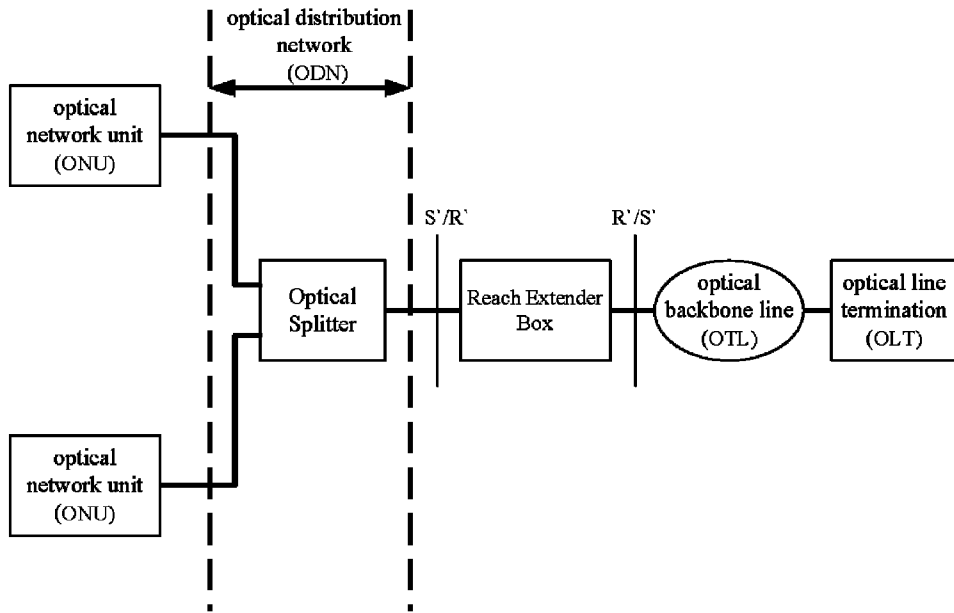 optical distribution
network
(ODN)
optical
network unit
(ONU)
S'/R'
R'/S'
Optical
Splitter
Reach Extender
Box
optical
backbone line
(OTL)
optical line
termination
(OLT)
optical
network unit
(ONU)